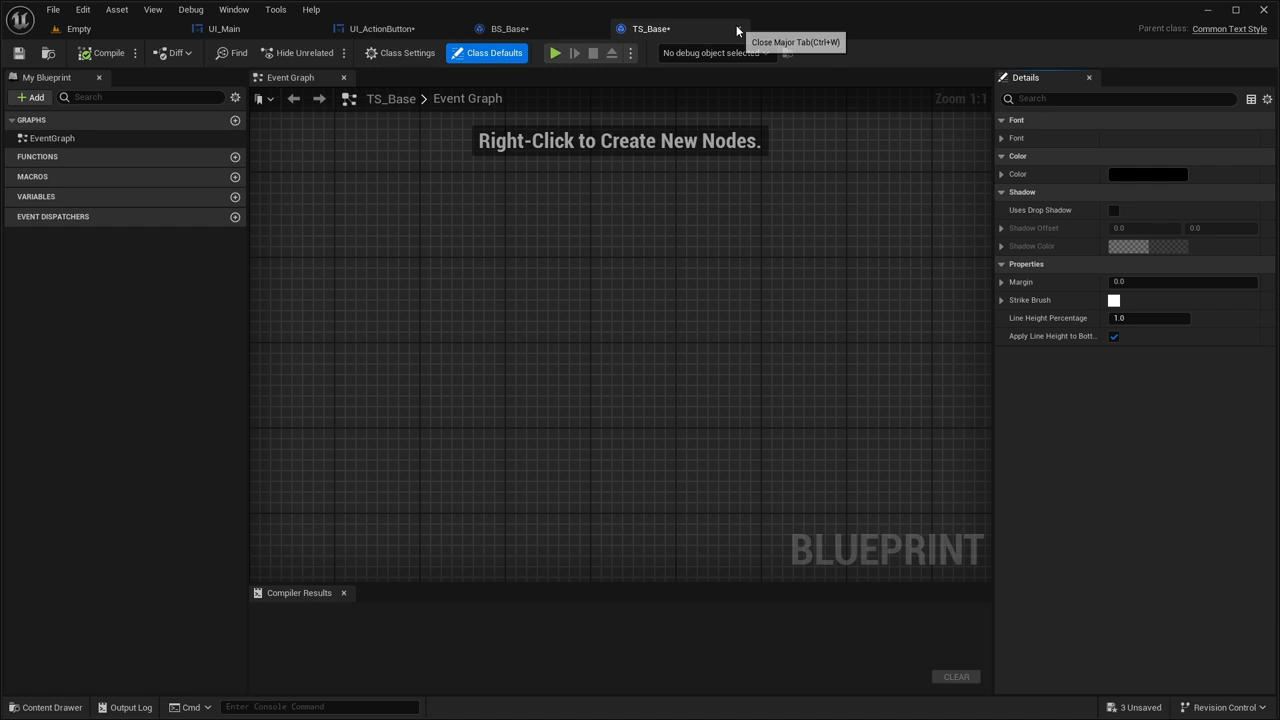 File Edit Asset View Debug Window Tools Help
Empty UI_Main UI_ActionButton* BS_Base* TS_Base* Parent class: Common Text Style
Close Major Tab(Ctrl+W)
Compile Diff Find Hide Unrelated Class Settings Class Defaults No debug object selected
My Blueprint Event Graph Details
Add Search TS_Base > Event Graph Zoom 1:1 Search
GRAPHS
EventGraph
FUNCTIONS
MACROS
VARIABLES
EVENT DISPATCHERS
Right-Click to Create New Nodes.
BLUEPRINT
Compiler Results
CLEAR
Font
Font
Color
Color
Shadow
Uses Drop Shadow
Shadow Offset 0.0 0.0
Shadow Color
Properties
Margin 0.0
Strike Brush
Line Height Percentage 1.0
Apply Line Height to Bott...
Content Drawer Output Log Cmd Enter Console Command 3 Unsaved Revision Control